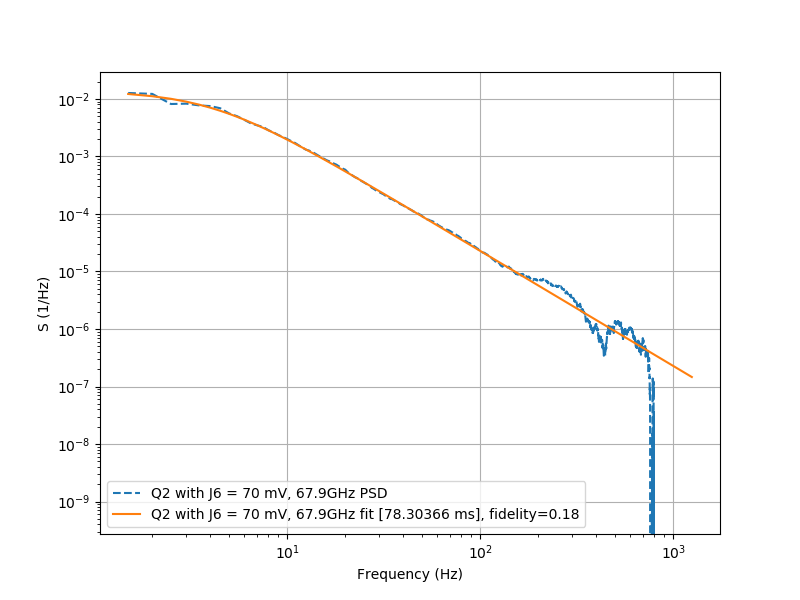 S (1/Hz)
10⁻²
10⁻³
10⁻⁴
10⁻⁵
10⁻⁶
10⁻⁷
10⁻⁸
10⁻⁹
Q2 with J6 = 70 mV, 67.9GHz PSD
Q2 with J6 = 70 mV, 67.9GHz fit [78.30366 ms], fidelity=0.18
10¹ 10² 10³
Frequency (Hz)